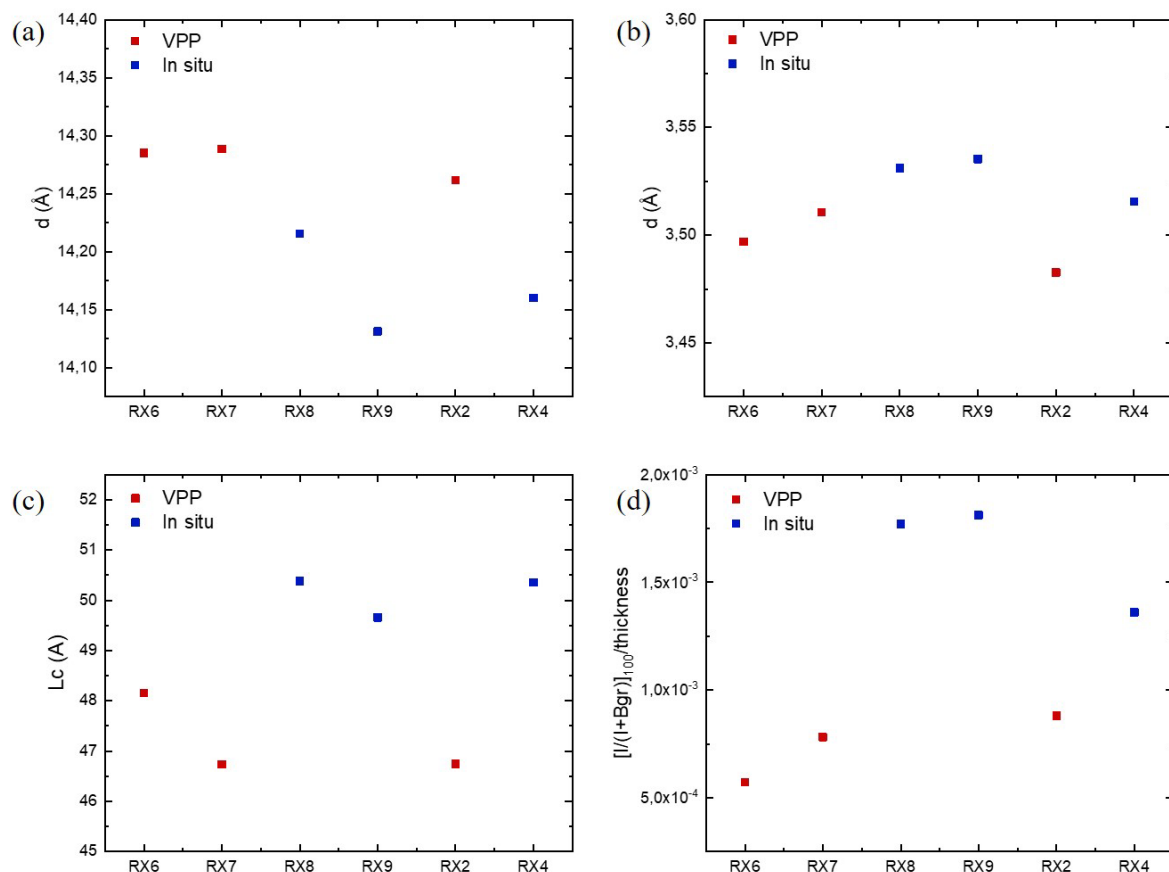 (a)
VPP
In situ
14,40
14,35
14,30
14,25
14,20
14,15
14,10
d (Å)
RX6 RX7 RX8 RX9 RX2 RX4
(b)
VPP
In situ
3,60
3,55
3,50
3,45
d (Å)
RX6 RX7 RX8 RX9 RX2 RX4
(c)
VPP
In situ
52
51
50
49
48
47
46
45
Lc (A)
RX6 RX7 RX8 RX9 RX2 RX4
(d)
VPP
In situ
2,0x10⁻³
1,5x10⁻³
1,0x10⁻³
5,0x10⁻⁴
[I/(I+Bgr)]₁₀₀/thickness
RX6 RX7 RX8 RX9 RX2 RX4